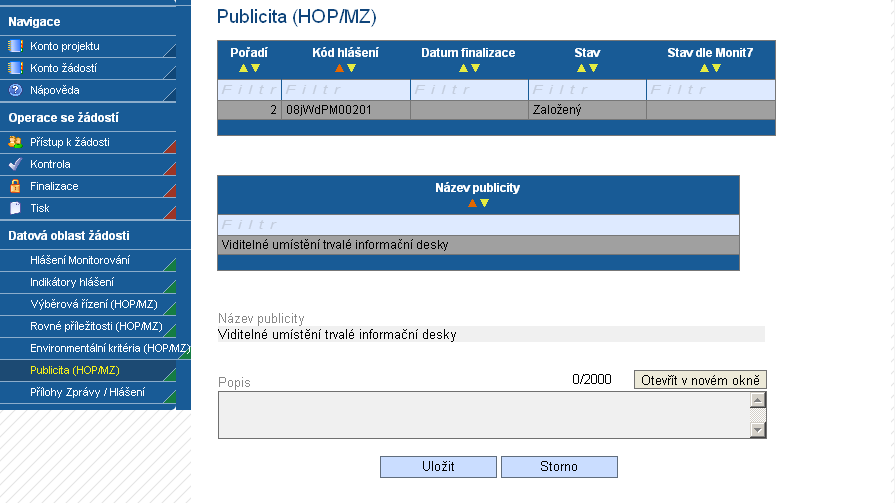 Navigace
Konto projektu
Konto žádostí
Nápověda
Operace se žádostí
Přístup k žádosti
Kontrola
Finalizace
Tisk
Datová oblast žádosti
Hlášení Monitorování
Indikátory hlášení
Výběrová řízení (HOP/MZ)
Rovné příležitosti (HOP/MZ)
Environmentální kritéria (HOP/MZ)
Publicita (HOP/MZ)
Přílohy Zprávy / Hlášení
Publicita (HOP/MZ)
Pořadí Kód hlášení Datum finalizace Stav Stav dle Monit7
Filtr Filtr Filtr Filtr Filtr
2 08jWdPM00201 Založený
Název publicity
Filtr
Viditelné umístění trvalé informační desky
Název publicity
Viditelné umístění trvalé informační desky
Popis 0/2000 Otevřít v novém okně
Uložit Storno